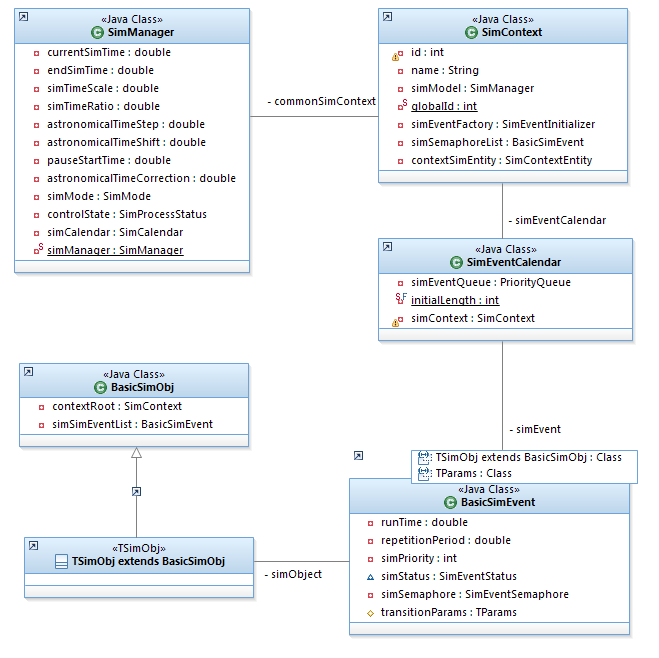 «Java Class»
SimManager
currentSimTime : double
endSimTime : double
simTimeScale : double
simTimeRatio : double
astronomicalTimeStep : double
astronomicalTimeShift : double
pauseStartTime : double
astronomicalTimeCorrection : double
simMode : SimMode
controlState : SimProcessStatus
simCalendar : SimCalendar
simManager : SimManager
- commonSimContext
«Java Class»
SimContext
id : int
name : String
simModel : SimManager
globalId : int
simEventFactory : SimEventInitializer
simSemaphoreList : BasicSimEvent
contextSimEntity : SimContextEntity
- simEventCalendar
«Java Class»
SimEventCalendar
simEventQueue : PriorityQueue
initialLength : int
simContext : SimContext
- simEvent
«Java Class»
BasicSimObj
contextRoot : SimContext
simSimEventList : BasicSimEvent
TSimObj extends BasicSimObj : Class
TParams : Class
«Java Class»
BasicSimEvent
runTime : double
repetitionPeriod : double
simPriority : int
simStatus : SimEventStatus
simSemaphore : SimEventSemaphore
transitionParams : TParams
«TSimObj»
TSimObj extends BasicSimObj
- simObject